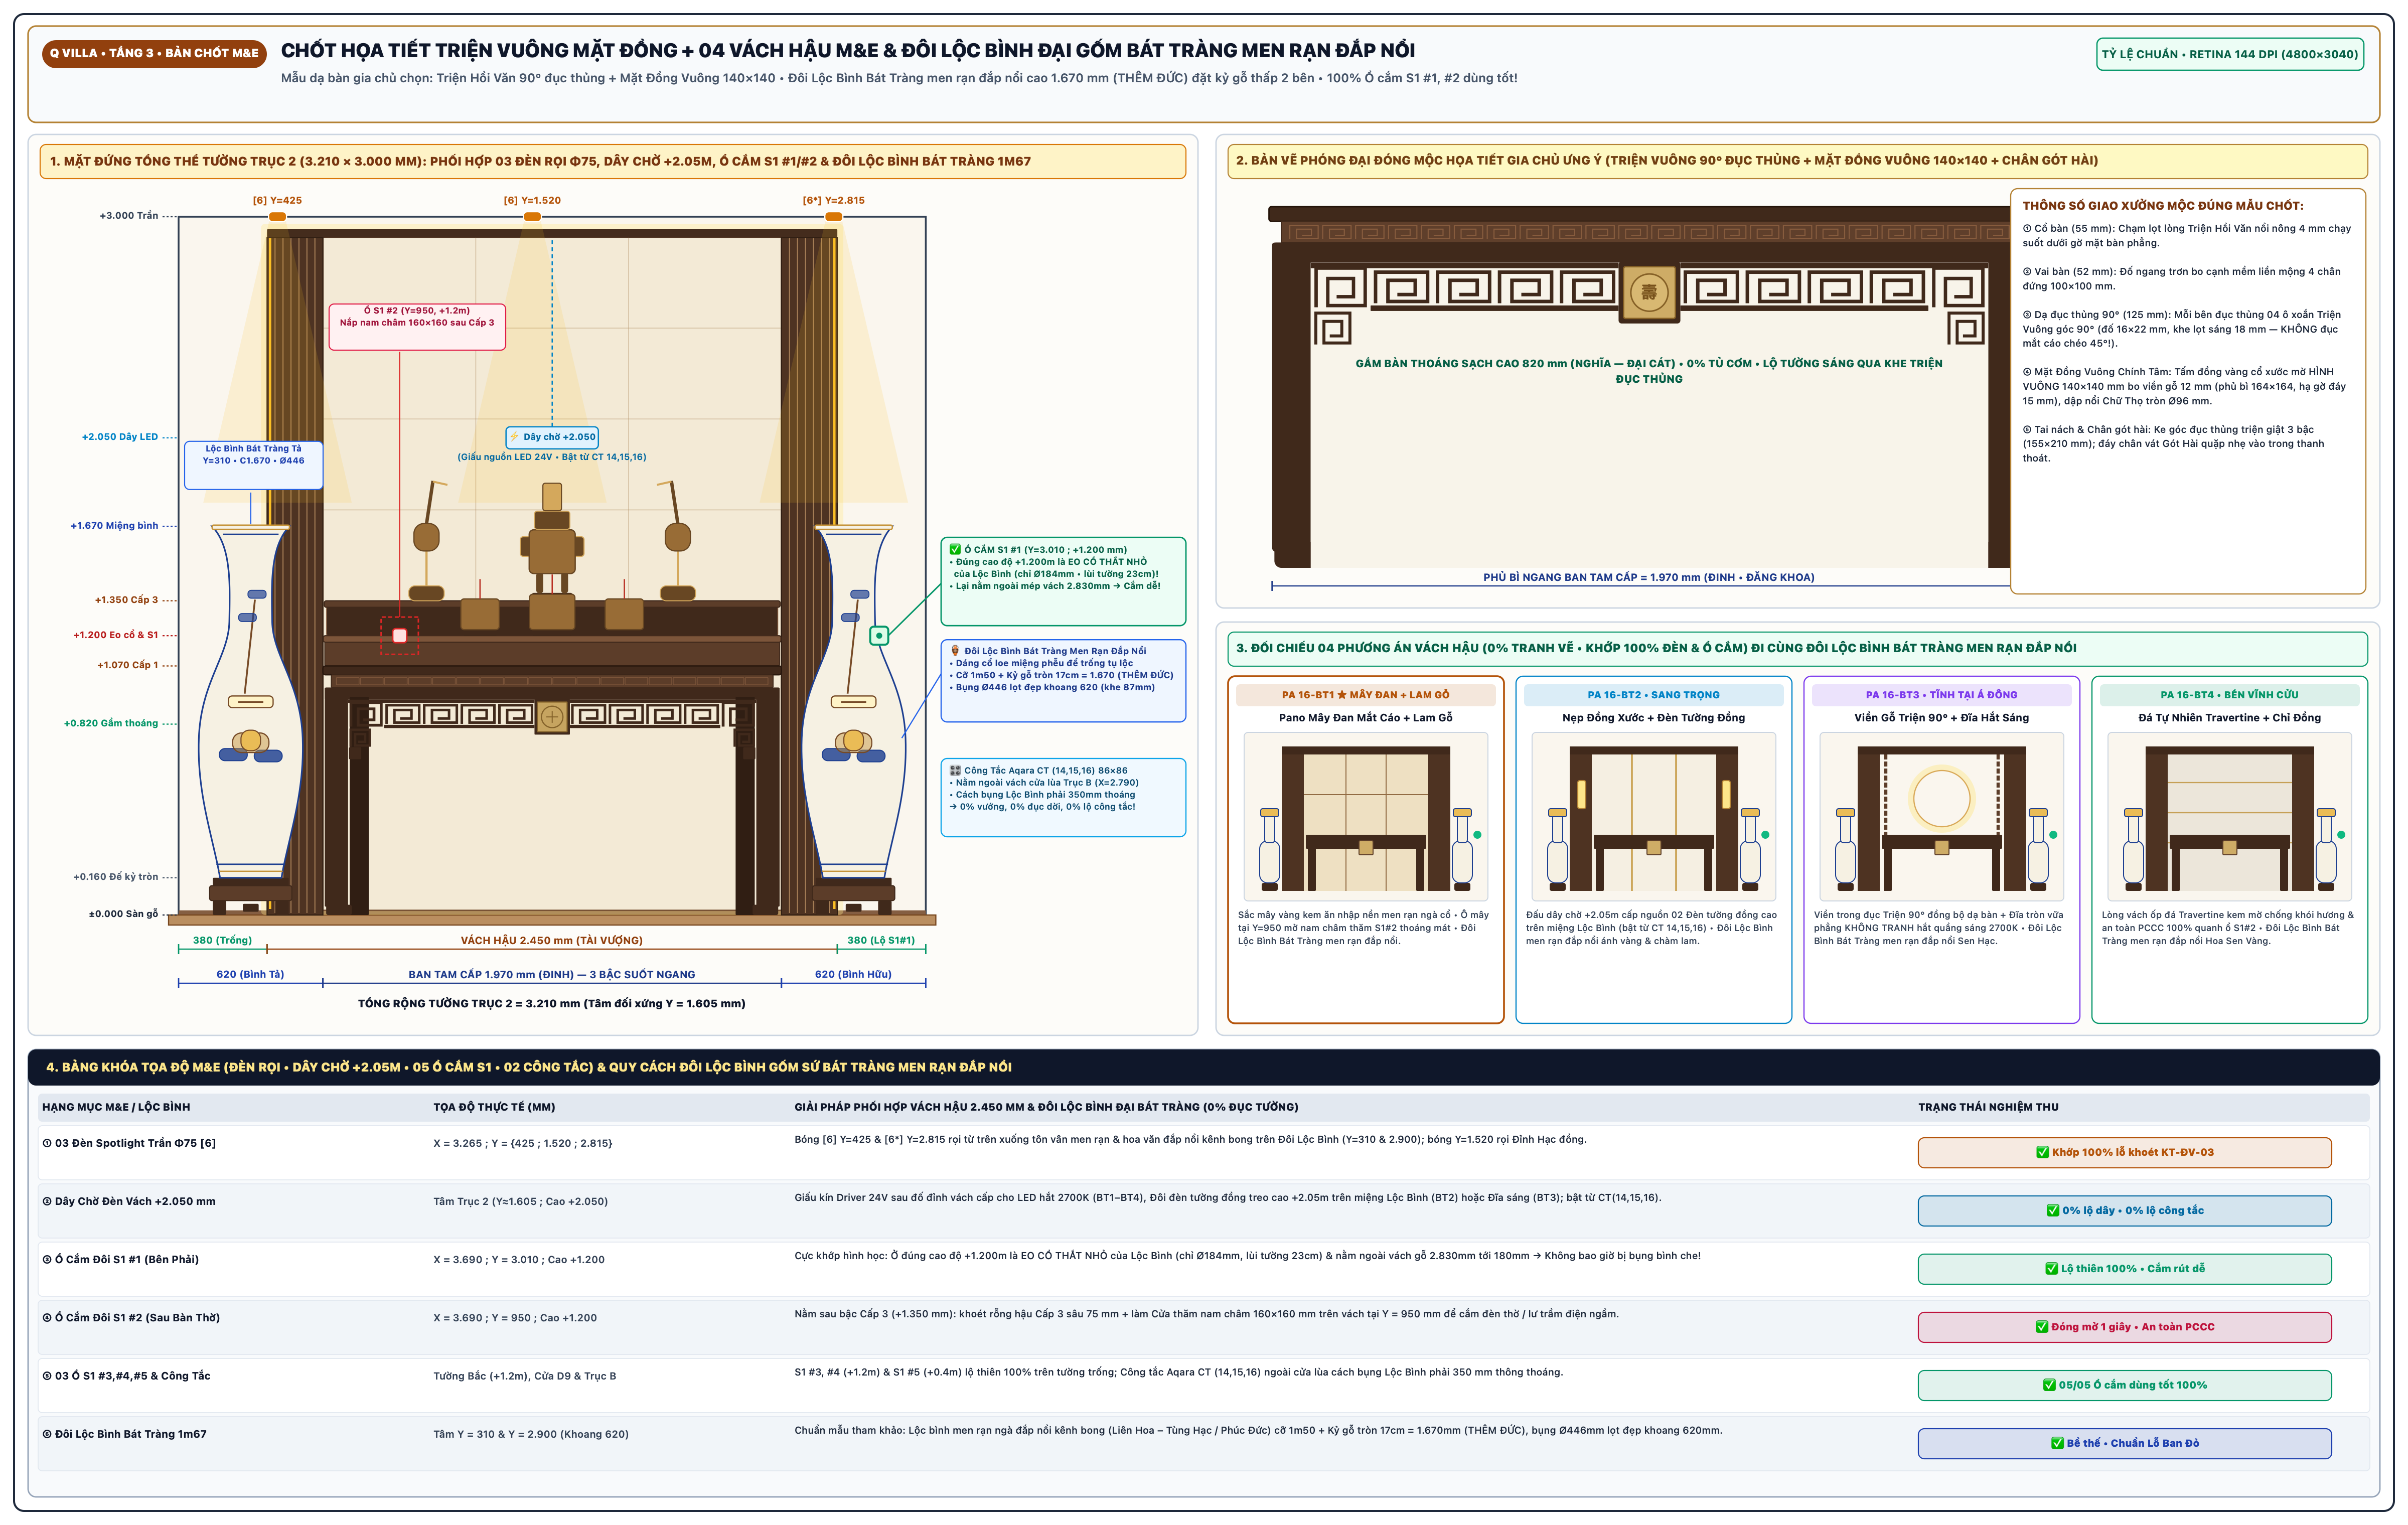 Q VILLA • TẦNG 3 • BẢN CHỐT M&E
CHỐT HỌA TIẾT TRIỆN VUÔNG MẶT ĐỒNG + 04 VÁCH HẬU M&E & ĐÔI LỘC BÌNH ĐẠI GỐM BÁT TRÀNG MEN RẠN ĐẮP NỔI
Mẫu dạ bàn gia chủ chọn: Triện Hồi Văn 90° đục thủng + Mặt Đồng Vuông 140×140 • Đôi Lộc Bình Bát Tràng men rạn đắp nổi cao 1.670 mm (THÊM ĐỨC) đặt kỷ gỗ thấp 2 bên • 100% Ổ cắm S1 #1, #2 dùng tốt!
TỶ LỆ CHUẨN • RETINA 144 DPI (4800×3040)
1. MẶT ĐỨNG TỔNG THỂ TƯỜNG TRỤC 2 (3.210 × 3.000 MM): PHỐI HỢP 03 ĐÈN RỌI Φ75, DÂY CHỜ +2.05M, Ổ CẮM S1 #1/#2 & ĐÔI LỘC BÌNH BÁT TRÀNG 1M67
[6] Y=425
[6] Y=1.520
[6*] Y=2.815
+3.000 Trần
Ổ S1 #2 (Y=950, +1.2m)
Nắp nam châm 160×160 sau Cấp 3
+2.050 Dây LED
⚡ Dây chờ +2.050
(Giấu nguồn LED 24V • Bật từ CT 14,15,16)
Lộc Bình Bát Tràng Tả
Y=310 • C1.670 • Ø446
+1.670 Miệng bình
+1.350 Cấp 3
+1.200 Eo cổ & S1
+1.070 Cấp 1
+0.820 Gầm thoáng
+0.160 Đế kỷ tròn
±0.000 Sàn gỗ
✅ Ổ CẮM S1 #1 (Y=3.010 ; +1.200 mm)
• Đúng cao độ +1.200m là EO CỔ THẮT NHỎ
của Lộc Bình (chỉ Ø184mm • lùi tường 23cm)!
• Lại nằm ngoài mép vách 2.830mm → Cắm dễ!
🏺 Đôi Lộc Bình Bát Tràng Men Rạn Đắp Nổi
• Dáng cổ loe miệng phễu để trống tụ lộc
• Cỡ 1m50 + Kỷ gỗ tròn 17cm = 1.670 (THÊM ĐỨC)
• Bụng Ø446 lọt đẹp khoang 620 (khe 87mm)
🎛️ Công Tắc Aqara CT (14,15,16) 86×86
• Nằm ngoài vách cửa lùa Trục B (X=2.790)
• Cách bụng Lộc Bình phải 350mm thoáng
→ 0% vướng, 0% đục dời, 0% lộ công tắc!
380 (Trống)
VÁCH HẬU 2.450 mm (TÀI VƯỢNG)
380 (Lộ S1#1)
620 (Bình Tả)
BAN TAM CẤP 1.970 mm (ĐINH) — 3 BẬC SUỐT NGANG
620 (Bình Hữu)
TỔNG RỘNG TƯỜNG TRỤC 2 = 3.210 mm (Tâm đối xứng Y = 1.605 mm)
2. BẢN VẼ PHÓNG ĐẠI ĐÓNG MỘC HỌA TIẾT GIA CHỦ ƯNG Ý (TRIỆN VUÔNG 90° ĐỤC THỦNG + MẶT ĐỒNG VUÔNG 140×140 + CHÂN GÓT HÀI)
壽
GẦM BÀN THOÁNG SẠCH CAO 820 mm (NGHĨA — ĐẠI CÁT) • 0% TỦ CƠM • LỘ TƯỜNG SÁNG QUA KHE TRIỆN
ĐỤC THỦNG
PHỦ BÌ NGANG BAN TAM CẤP = 1.970 mm (ĐINH • ĐĂNG KHOA)
THÔNG SỐ GIAO XƯỞNG MỘC ĐÚNG MẪU CHỐT:
① Cổ bàn (55 mm): Chạm lọt lòng Triện Hồi Văn nổi nông 4 mm chạy
suốt dưới gờ mặt bàn phẳng.
② Vai bàn (52 mm): Đố ngang trơn bo cạnh mềm liền mộng 4 chân
đứng 100×100 mm.
③ Dạ đục thủng 90° (125 mm): Mỗi bên đục thủng 04 ô xoắn Triện
Vuông góc 90° (đố 16×22 mm, khe lọt sáng 18 mm — KHÔNG đục
mắt cáo chéo 45°!).
④ Mặt Đồng Vuông Chính Tâm: Tấm đồng vàng cổ xước mờ HÌNH
VUÔNG 140×140 mm bo viền gỗ 12 mm (phủ bì 164×164, hạ gờ đáy
15 mm), dập nổi Chữ Thọ tròn Ø96 mm.
⑤ Tai nách & Chân gót hài: Ke góc đục thủng triện giật 3 bậc
(155×210 mm); đáy chân vát Gót Hài quặp nhẹ vào trong thanh
thoát.
3. ĐỐI CHIẾU 04 PHƯƠNG ÁN VÁCH HẬU (0% TRANH VẼ • KHỚP 100% ĐÈN & Ổ CẮM) ĐI CÙNG ĐÔI LỘC BÌNH BÁT TRÀNG MEN RẠN ĐẮP NỔI
PA 16-BT1 ★ MÂY ĐAN + LAM GỖ
Pano Mây Đan Mắt Cáo + Lam Gỗ
Sắc mây vàng kem ăn nhập nền men rạn ngà cổ • Ô mây
tại Y=950 mở nam châm thăm S1#2 thoáng mát • Đôi
Lộc Bình Bát Tràng men rạn đắp nổi.
PA 16-BT2 • SANG TRỌNG
Nẹp Đồng Xước + Đèn Tường Đồng
Đấu dây chờ +2.05m cấp nguồn 02 Đèn tường đồng cao
trên miệng Lộc Bình (bật từ CT 14,15,16) • Đôi Lộc Bình
men rạn đắp nổi ánh vàng & chàm lam.
PA 16-BT3 • TĨNH TẠI Á ĐÔNG
Viền Gỗ Triện 90° + Đĩa Hắt Sáng
Viền trong đục Triện 90° đồng bộ dạ bàn + Đĩa tròn vữa
phẳng KHÔNG TRANH hắt quầng sáng 2700K • Đôi Lộc
Bình Bát Tràng men rạn đắp nổi Sen Hạc.
PA 16-BT4 • BỀN VĨNH CỬU
Đá Tự Nhiên Travertine + Chỉ Đồng
Lòng vách ốp đá Travertine kem mờ chống khói hương &
an toàn PCCC 100% quanh ổ S1#2 • Đôi Lộc Bình Bát
Tràng men rạn đắp nổi Hoa Sen Vàng.
4. BẢNG KHÓA TỌA ĐỘ M&E (ĐÈN RỌI • DÂY CHỜ +2.05M • 05 Ổ CẮM S1 • 02 CÔNG TẮC) & QUY CÁCH ĐÔI LỘC BÌNH GỐM SỨ BÁT TRÀNG MEN RẠN ĐẮP NỔI
HẠNG MỤC M&E / LỘC BÌNH
TỌA ĐỘ THỰC TẾ (MM)
GIẢI PHÁP PHỐI HỢP VÁCH HẬU 2.450 MM & ĐÔI LỘC BÌNH ĐẠI BÁT TRÀNG (0% ĐỤC TƯỜNG)
TRẠNG THÁI NGHIỆM THU
① 03 Đèn Spotlight Trần Φ75 [6]
X = 3.265 ; Y = {425 ; 1.520 ; 2.815}
Bóng [6] Y=425 & [6*] Y=2.815 rọi từ trên xuống tôn vân men rạn & hoa văn đắp nổi kênh bong trên Đôi Lộc Bình (Y=310 & 2.900); bóng Y=1.520 rọi Đỉnh Hạc đồng.
✅ Khớp 100% lỗ khoét KT-ĐV-03
② Dây Chờ Đèn Vách +2.050 mm
Tâm Trục 2 (Y≈1.605 ; Cao +2.050)
Giấu kín Driver 24V sau đố đỉnh vách cấp cho LED hắt 2700K (BT1–BT4), Đôi đèn tường đồng treo cao +2.05m trên miệng Lộc Bình (BT2) hoặc Đĩa sáng (BT3); bật từ CT(14,15,16).
✅ 0% lộ dây • 0% lộ công tắc
③ Ổ Cắm Đôi S1 #1 (Bên Phải)
X = 3.690 ; Y = 3.010 ; Cao +1.200
Cực khớp hình học: Ở đúng cao độ +1.200m là EO CỔ THẮT NHỎ của Lộc Bình (chỉ Ø184mm, lùi tường 23cm) & nằm ngoài vách gỗ 2.830mm tới 180mm → Không bao giờ bị bụng bình che!
✅ Lộ thiên 100% • Cắm rút dễ
④ Ổ Cắm Đôi S1 #2 (Sau Bàn Thờ)
X = 3.690 ; Y = 950 ; Cao +1.200
Nằm sau bậc Cấp 3 (+1.350 mm): khoét rỗng hậu Cấp 3 sâu 75 mm + làm Cửa thăm nam châm 160×160 mm trên vách tại Y = 950 mm để cắm đèn thờ / lư trầm điện ngầm.
✅ Đóng mở 1 giây • An toàn PCCC
⑤ 03 Ổ S1 #3,#4,#5 & Công Tắc
Tường Bắc (+1.2m), Cửa D9 & Trục B
S1 #3, #4 (+1.2m) & S1 #5 (+0.4m) lộ thiên 100% trên tường trống; Công tắc Aqara CT (14,15,16) ngoài cửa lùa cách bụng Lộc Bình phải 350 mm thông thoáng.
✅ 05/05 Ổ cắm dùng tốt 100%
⑥ Đôi Lộc Bình Bát Tràng 1m67
Tâm Y = 310 & Y = 2.900 (Khoang 620)
Chuẩn mẫu tham khảo: Lộc bình men rạn ngà đắp nổi kênh bong (Liên Hoa – Tùng Hạc / Phúc Đức) cỡ 1m50 + Kỷ gỗ tròn 17cm = 1.670mm (THÊM ĐỨC), bụng Ø446mm lọt đẹp khoang 620mm.
✅ Bề thế • Chuẩn Lỗ Ban Đỏ